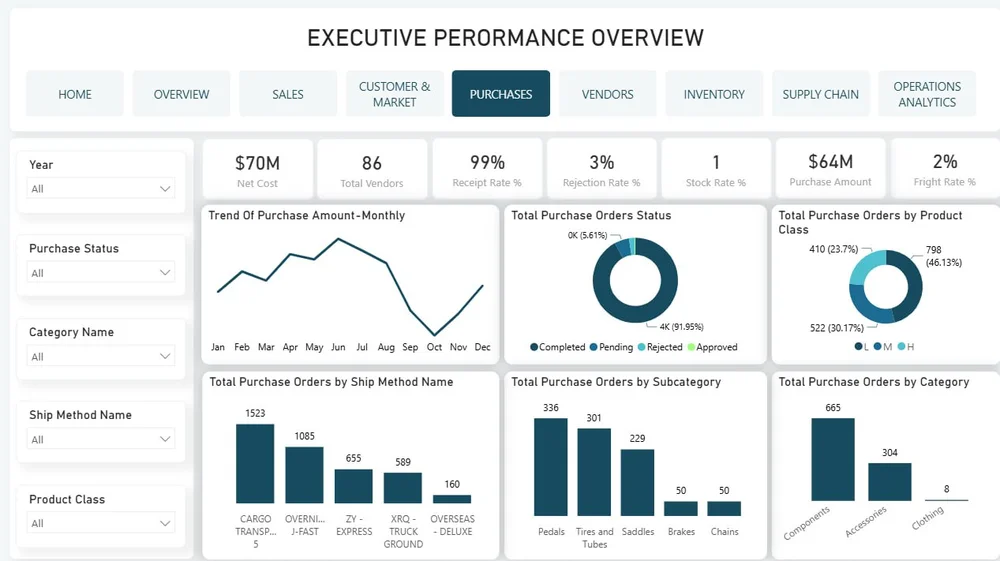 EXECUTIVE PERORMANCE OVERVIEW
HOME
OVERVIEW
SALES
CUSTOMER &
MARKET
PURCHASES
VENDORS
INVENTORY
SUPPLY CHAIN
OPERATIONS
ANALYTICS
Year
All
Purchase Status
All
Category Name
All
Ship Method Name
All
Product Class
All
$70M
Net Cost
86
Total Vendors
99%
Receipt Rate %
3%
Rejection Rate %
1
Stock Rate %
$64M
Purchase Amount
2%
Fright Rate %
Trend Of Purchase Amount-Monthly
Jan Feb Mar Apr May Jun Jul Aug Sep Oct Nov Dec
Total Purchase Orders Status
0K (5.61%)
4K (91.95%)
Completed Pending Rejected Approved
Total Purchase Orders by Product
Class
410 (23.7%)
798
(46.13%)
522 (30.17%)
L M H
Total Purchase Orders by Ship Method Name
1523
1085
655
589
160
CARGO
TRANSP...
5
OVERNI...
J-FAST
ZY -
EXPRESS
XRQ -
TRUCK
GROUND
OVERSEAS
- DELUXE
Total Purchase Orders by Subcategory
336
301
229
50
50
Pedals
Tires and
Tubes
Saddles
Brakes
Chains
Total Purchase Orders by Category
665
304
8
Components
Accessories
Clothing